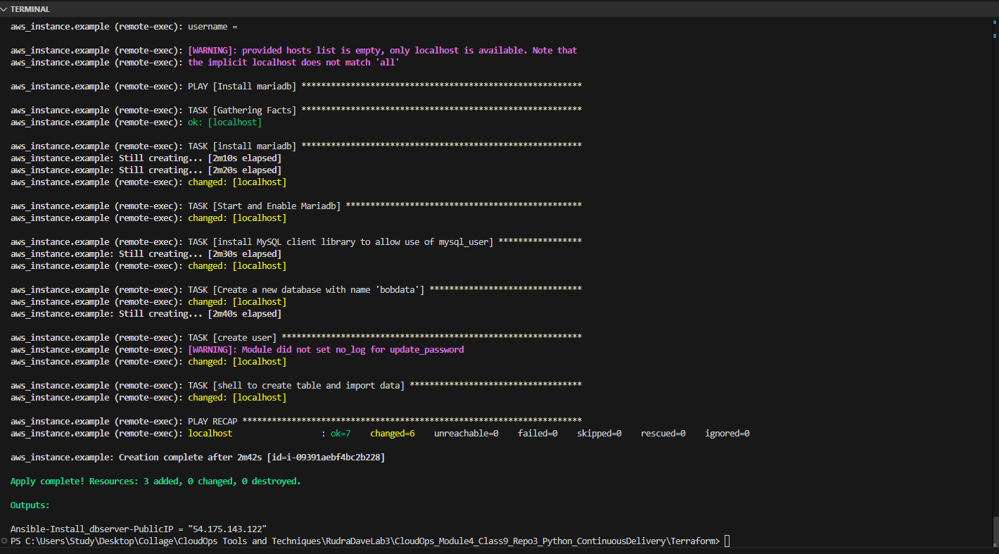 TERMINAL
aws_instance.example (remote-exec): username =
aws_instance.example (remote-exec): [WARNING]: provided hosts list is empty, only localhost is available. Note that
aws_instance.example (remote-exec): the implicit localhost does not match 'all'
aws_instance.example (remote-exec): PLAY [Install mariadb] *********************************************************
aws_instance.example (remote-exec): TASK [Gathering Facts] *********************************************************
aws_instance.example (remote-exec): ok: [localhost]
aws_instance.example (remote-exec): TASK [install mariadb] *********************************************************
aws_instance.example: Still creating... [2m10s elapsed]
aws_instance.example: Still creating... [2m20s elapsed]
aws_instance.example (remote-exec): changed: [localhost]
aws_instance.example (remote-exec): TASK [Start and Enable Mariadb] ************************************************
aws_instance.example (remote-exec): changed: [localhost]
aws_instance.example (remote-exec): TASK [install MySQL client library to allow use of mysql_user] *****************
aws_instance.example: Still creating... [2m30s elapsed]
aws_instance.example (remote-exec): changed: [localhost]
aws_instance.example (remote-exec): TASK [Create a new database with name 'bobdata'] *******************************
aws_instance.example (remote-exec): changed: [localhost]
aws_instance.example: Still creating... [2m40s elapsed]
aws_instance.example (remote-exec): TASK [create user] *************************************************************
aws_instance.example (remote-exec): [WARNING]: Module did not set no_log for update_password
aws_instance.example (remote-exec): changed: [localhost]
aws_instance.example (remote-exec): TASK [shell to create table and import data] ***********************************
aws_instance.example (remote-exec): changed: [localhost]
aws_instance.example (remote-exec): PLAY RECAP *********************************************************************
aws_instance.example (remote-exec): localhost                  : ok=7    changed=6    unreachable=0    failed=0    skipped=0    rescued=0    ignored=0
aws_instance.example: Creation complete after 2m42s [id=i-09391aebf4bc2b228]
Apply complete! Resources: 3 added, 0 changed, 0 destroyed.
Outputs:
Ansible-Install_dbserver-PublicIP = "54.175.143.122"
PS C:\Users\Study\Desktop\Collage\CloudOps Tools and Techniques\RudraDaveLab3\CloudOps_Module4_Class9_Repo3_Python_ContinuousDelivery\Terraform>